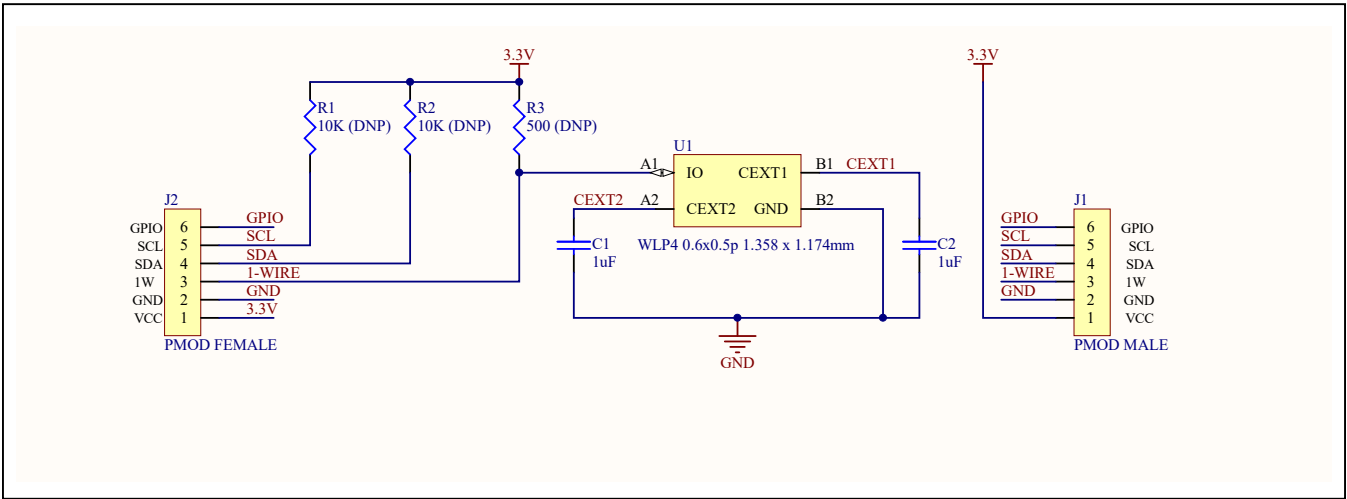 3.3V
3.3V
R1
10K (DNP)
R2
10K (DNP)
R3
500 (DNP)
U1
A1 IO CEXT1 B1 CEXT1
CEXT2 A2 CEXT2 GND B2
WLP4 0.6x0.5p 1.358 x 1.174mm
C1
1uF
C2
1uF
GND
J2
GPIO 6 GPIO
SCL 5 SCL
SDA 4 SDA
1W 3 1-WIRE
GND 2 GND
VCC 1 3.3V
PMOD FEMALE
J1
GPIO 6 GPIO
SCL 5 SCL
SDA 4 SDA
1-WIRE 3 1W
GND 2 GND
1 VCC
PMOD MALE